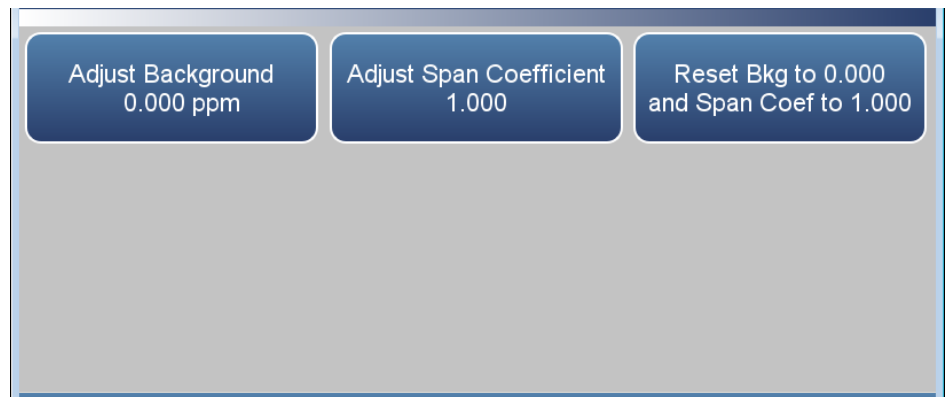 Adjust Background
0.000 ppm
Adjust Span Coefficient
1.000
Reset Bkg to 0.000
and Span Coef to 1.000